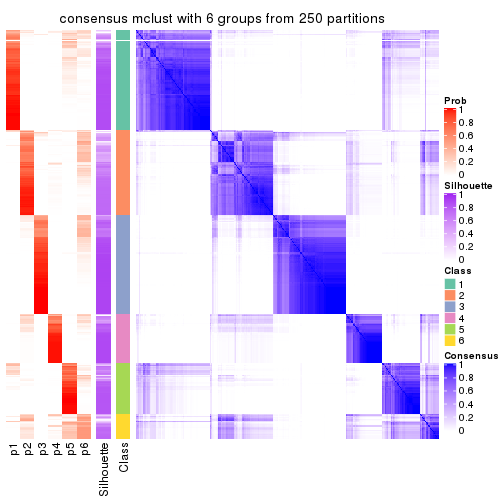 consensus mclust with 6 groups from 250 partitions
Prob
1
0.8
0.6
0.4
0.2
0
Silhouette
1
0.8
0.6
0.4
0.2
0
Class
1
2
3
4
5
6
Consensus
1
0.8
0.6
0.4
0.2
0
p1
p2
p3
p4
p5
p6
Silhouette
Class